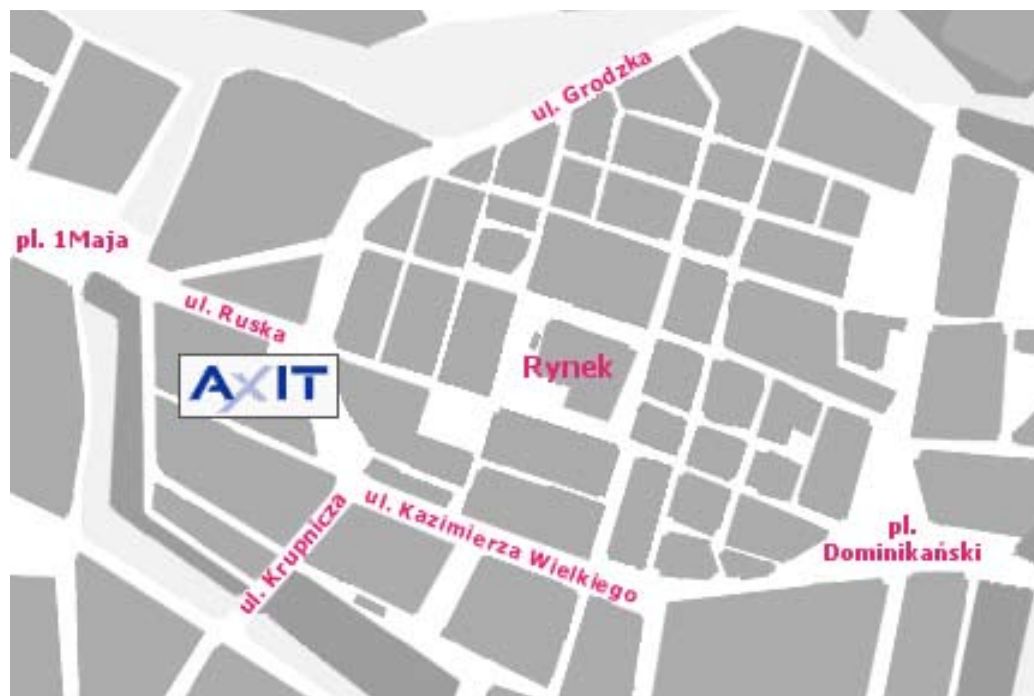 ul. Grodzka
pl. 1Maja
ul. Ruska
AXIT
Rynek
ul. Kazimierza Wielkiego
ul. Krupnicza
pl.
Dominikański